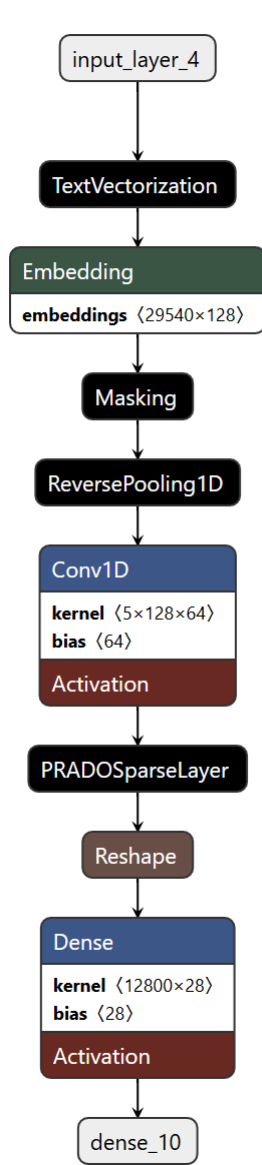 input_layer_4
TextVectorization
Embedding
embeddings 〈29540×128〉
Masking
ReversePooling1D
Conv1D
kernel 〈5×128×64〉
bias 〈64〉
Activation
PRADOSparseLayer
Reshape
Dense
kernel 〈12800×28〉
bias 〈28〉
Activation
dense_10